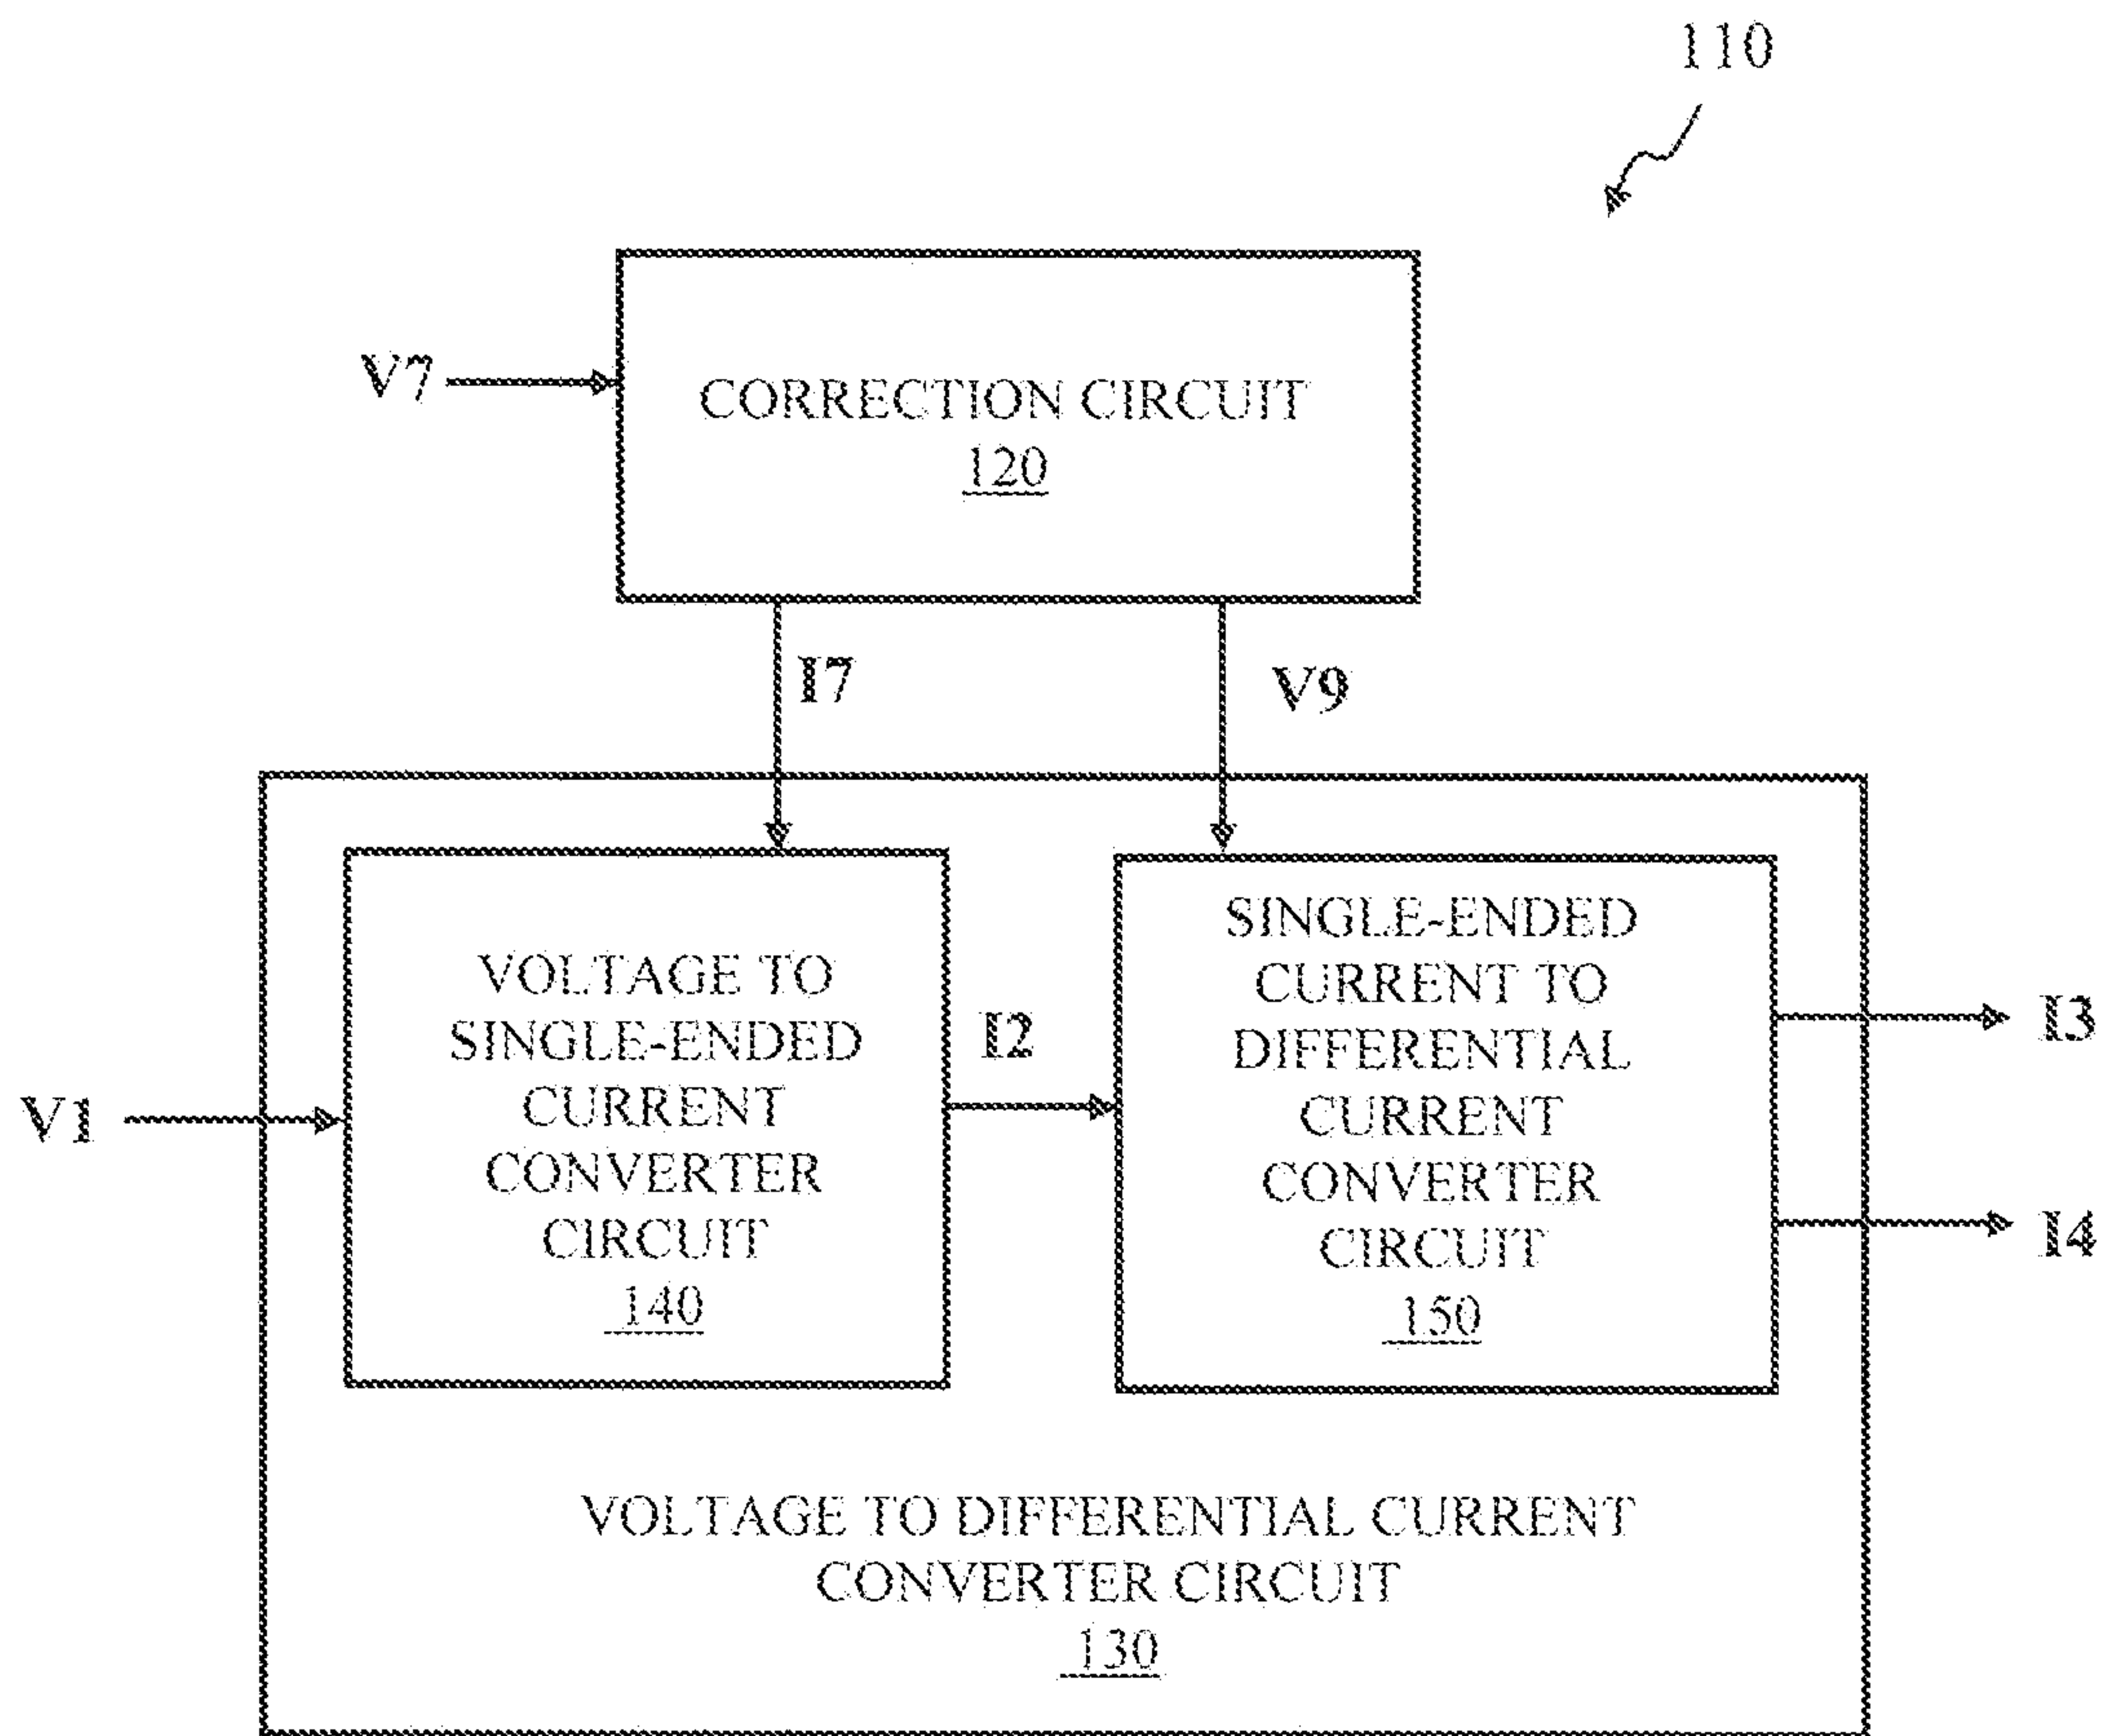 110
V7
CORRECTION CIRCUIT
120
I7
V9
V1
VOLTAGE TO
SINGLE-ENDED
CURRENT
CONVERTER
CIRCUIT
140
I2
SINGLE-ENDED
CURRENT TO
DIFFERENTIAL
CURRENT
CONVERTER
CIRCUIT
150
I3
I4
VOLTAGE TO DIFFERENTIAL CURRENT
CONVERTER CIRCUIT
130